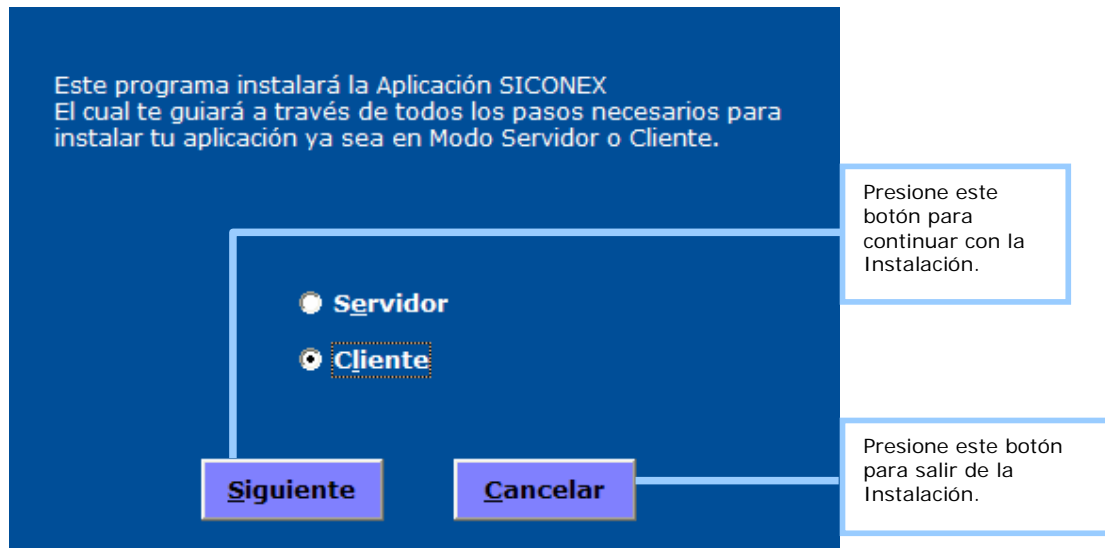 Este programa instalará la Aplicación SICONEX
El cual te guiará a través de todos los pasos necesarios para
instalar tu aplicación ya sea en Modo Servidor o Cliente.
Presione este
botón para
continuar con la
Instalación.
Servidor
Cliente
Siguiente
Cancelar
Presione este botón
para salir de la
Instalación.